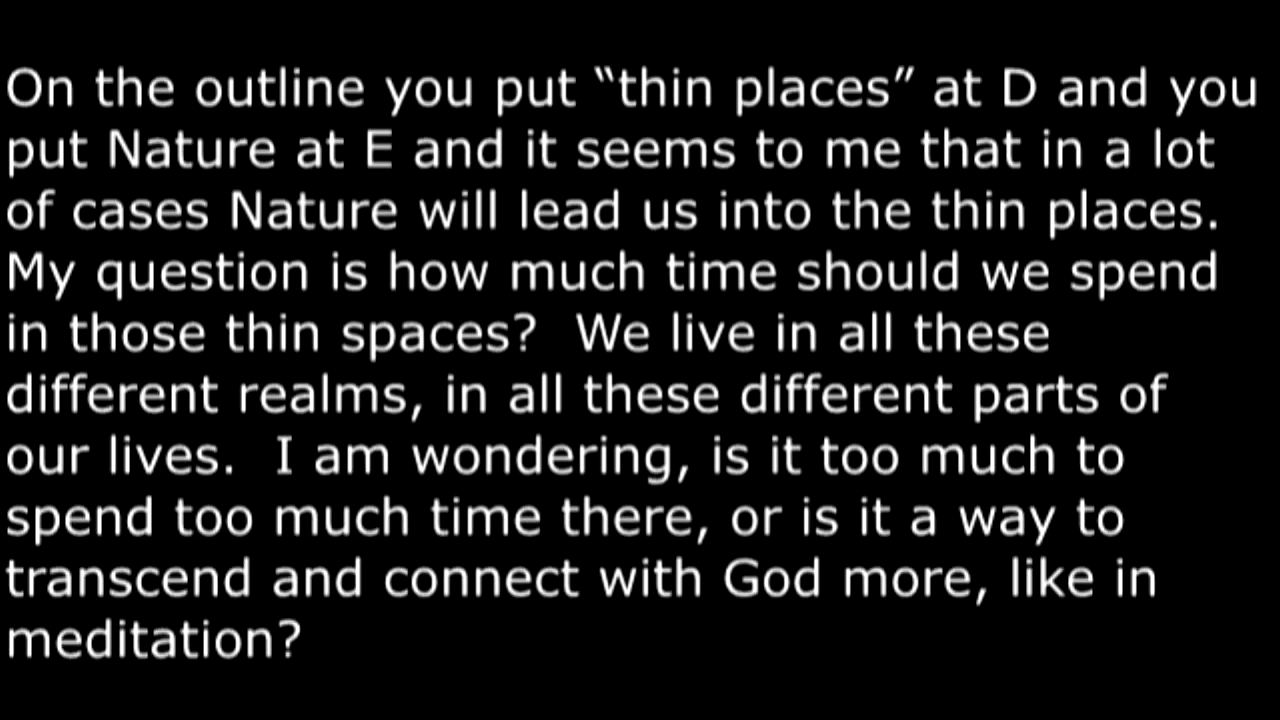 On the outline you put “thin places” at D and you
put Nature at E and it seems to me that in a lot
of cases Nature will lead us into the thin places.
My question is how much time should we spend
in those thin spaces?  We live in all these
different realms, in all these different parts of
our lives.  I am wondering, is it too much to
spend too much time there, or is it a way to
transcend and connect with God more, like in
meditation?